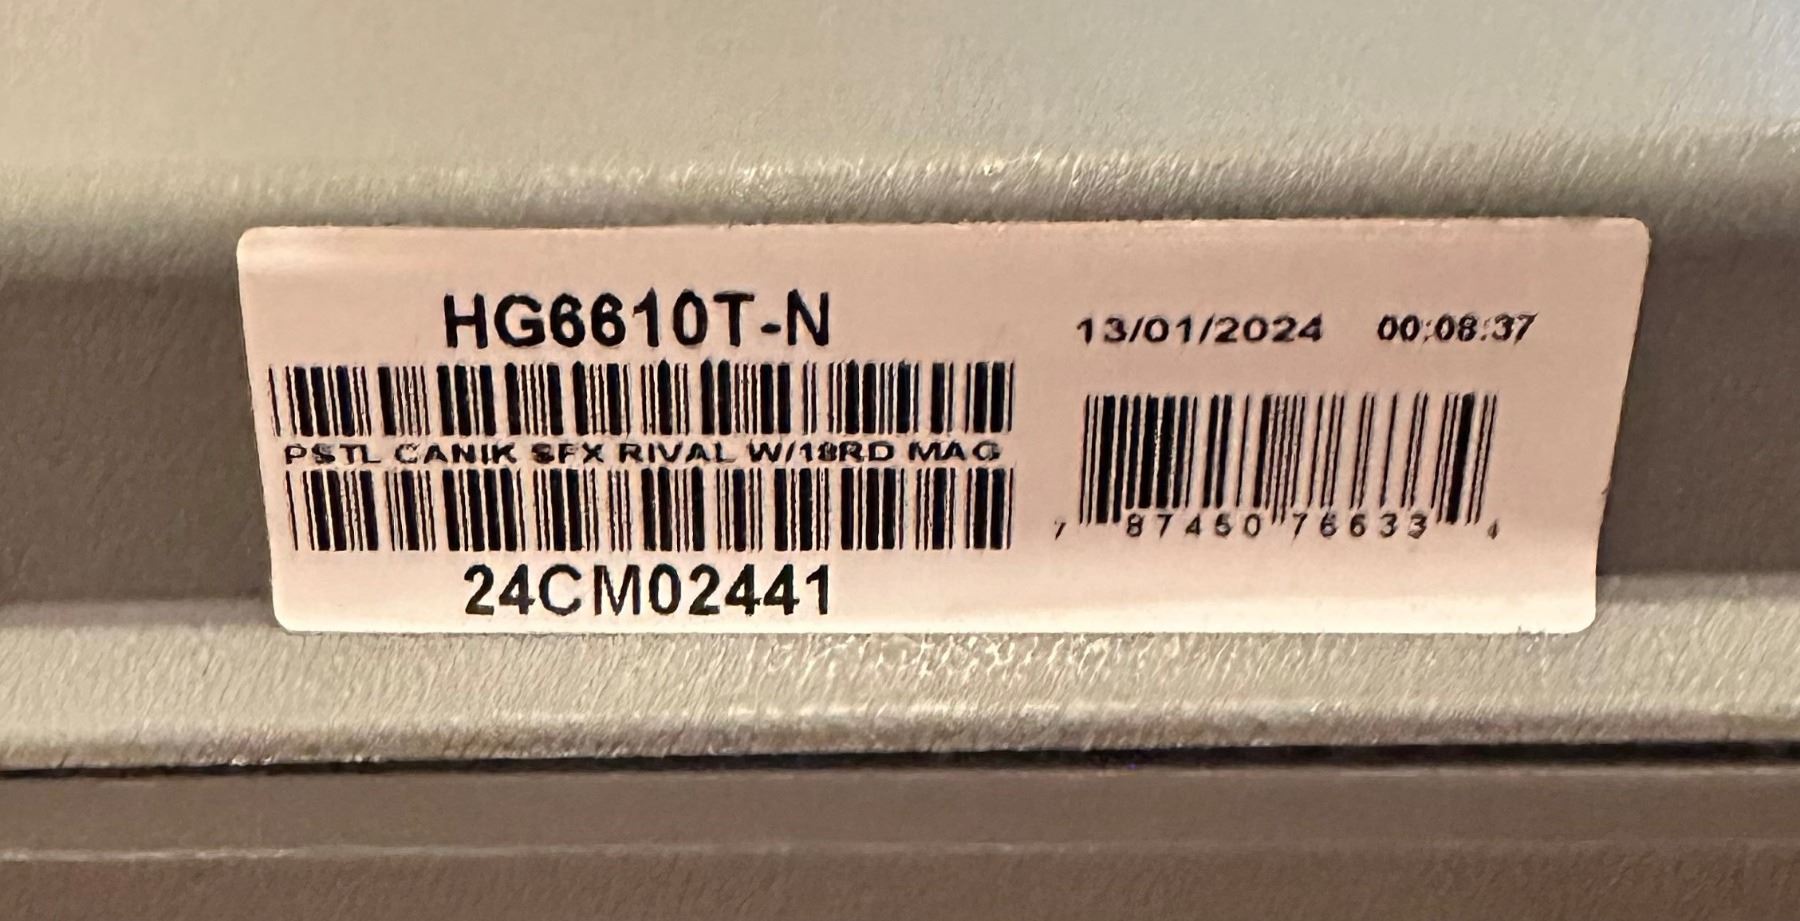 HG6610T-N
13/01/2024 00:08:37
PSTL CANIK SFX RIVAL W/18RD MAG
7 87450 76633 4
24CM02441